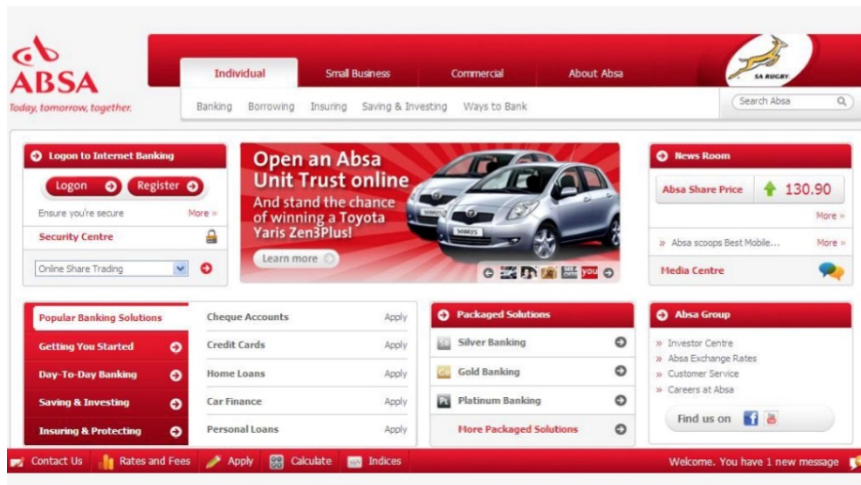 ABSA
Today, tomorrow, together.
Individual
Small Business
Commercial
About Absa
SA RUGBY
Banking
Borrowing
Insuring
Saving & Investing
Ways to Bank
Search Absa
Logon to Internet Banking
Logon
Register
Ensure you're secure
More »
Security Centre
Online Share Trading
Open an Absa
Unit Trust online
And stand the chance
of winning a Toyota
Yaris Zen3Plus!
Learn more
you
News Room
Absa Share Price
130.90
More »
» Absa scoops Best Mobile...
More »
Media Centre
Popular Banking Solutions
Getting You Started
Day-To-Day Banking
Saving & Investing
Insuring & Protecting
Cheque Accounts
Apply
Credit Cards
Apply
Home Loans
Apply
Car Finance
Apply
Personal Loans
Apply
Packaged Solutions
Silver Banking
Gold Banking
Platinum Banking
More Packaged Solutions
Absa Group
» Investor Centre
» Absa Exchange Rates
» Customer Service
» Careers at Absa
Find us on
Contact Us
Rates and Fees
Apply
Calculate
Indices
Welcome. You have 1 new message